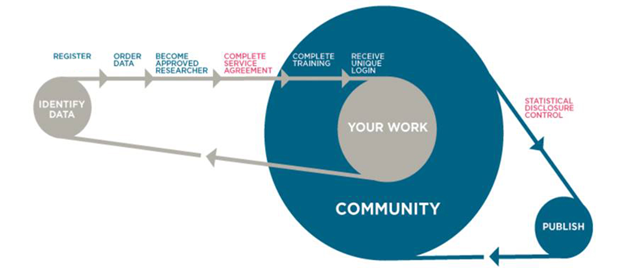 REGISTER
ORDER
DATA
BECOME
APPROVED
RESEARCHER
COMPLETE
SERVICE
AGREEMENT
COMPLETE
TRAINING
RECEIVE
UNIQUE
LOGIN
IDENTIFY
DATA
YOUR WORK
STATISTICAL
DISCLOSURE
CONTROL
COMMUNITY
PUBLISH